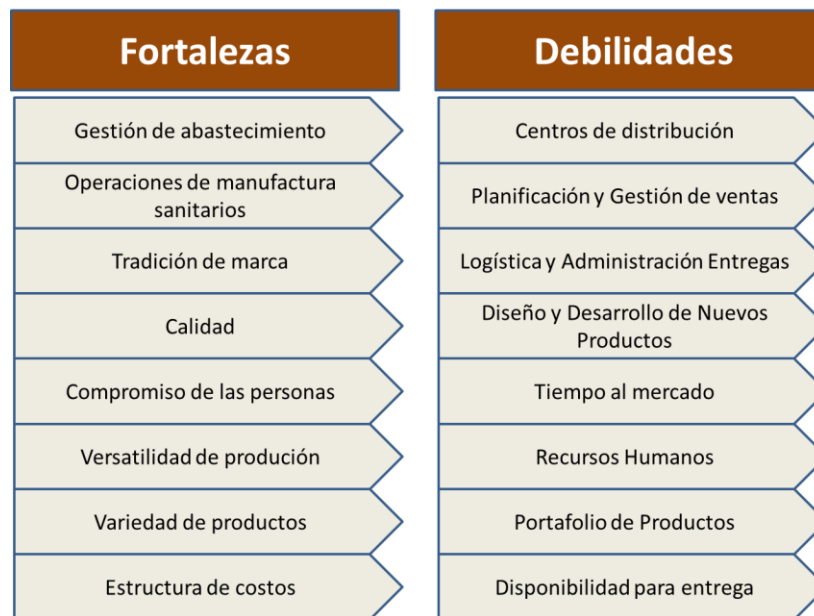 Fortalezas
Gestión de abastecimiento
Operaciones de manufactura
sanitarios
Tradición de marca
Calidad
Compromiso de las personas
Versatilidad de produción
Variedad de productos
Estructura de costos
Debilidades
Centros de distribución
Planificación y Gestión de ventas
Logística y Administración Entregas
Diseño y Desarrollo de Nuevos
Productos
Tiempo al mercado
Recursos Humanos
Portafolio de Productos
Disponibilidad para entrega